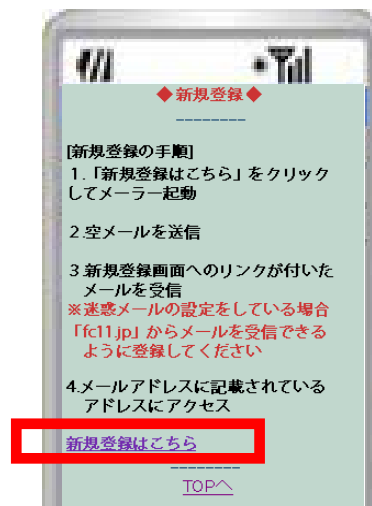 ◆新規登録◆
--------
[新規登録の手順]
1.「新規登録はこちら」をクリック
してメーラー起動
2.空メールを送信
3.新規登録画面へのリンクが付いた
メールを受信
※迷惑メールの設定をしている場合
「fc11.jp」からメールを受信できる
ように登録してください
4.メールアドレスに記載されている
アドレスにアクセス
新規登録はこちら
--------
TOPへ